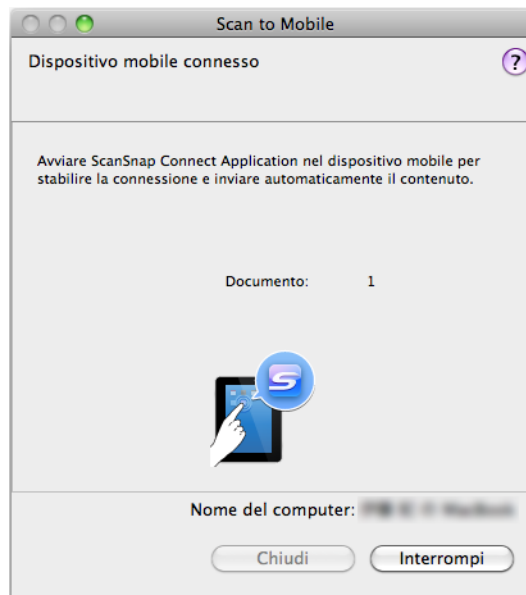 Scan to Mobile
Dispositivo mobile connesso
?
Avviare ScanSnap Connect Application nel dispositivo mobile per
stabilire la connessione e inviare automaticamente il contenuto.
Documento: 1
S
Nome del computer:
Chiudi Interrompi